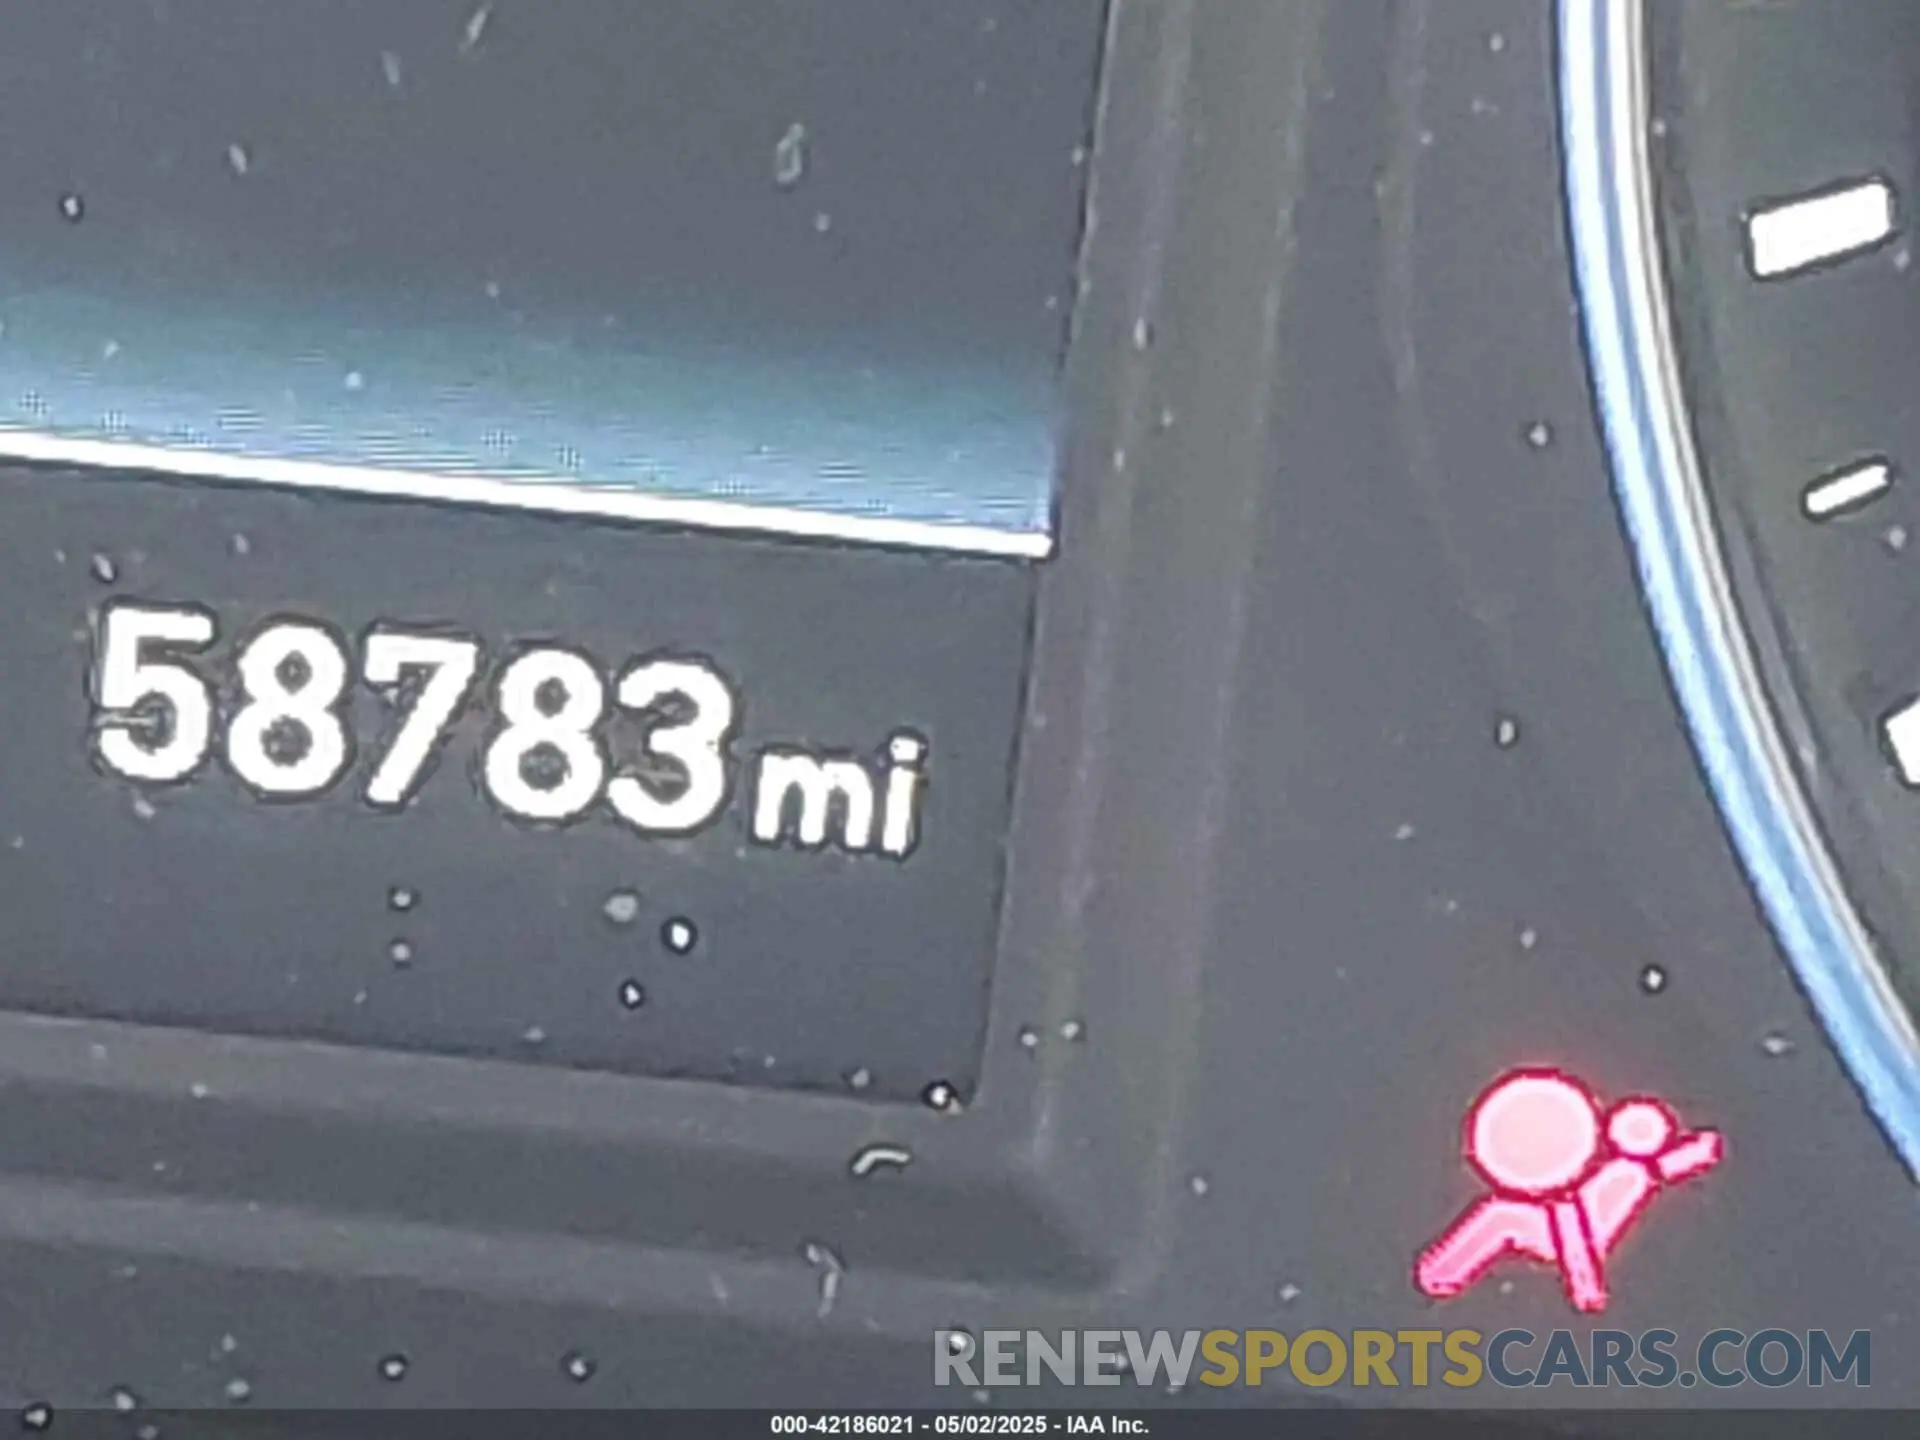 58783 mi
RENEWSPORTSCARS.COM
000-42186021 - 05/02/2025 - IAA Inc.